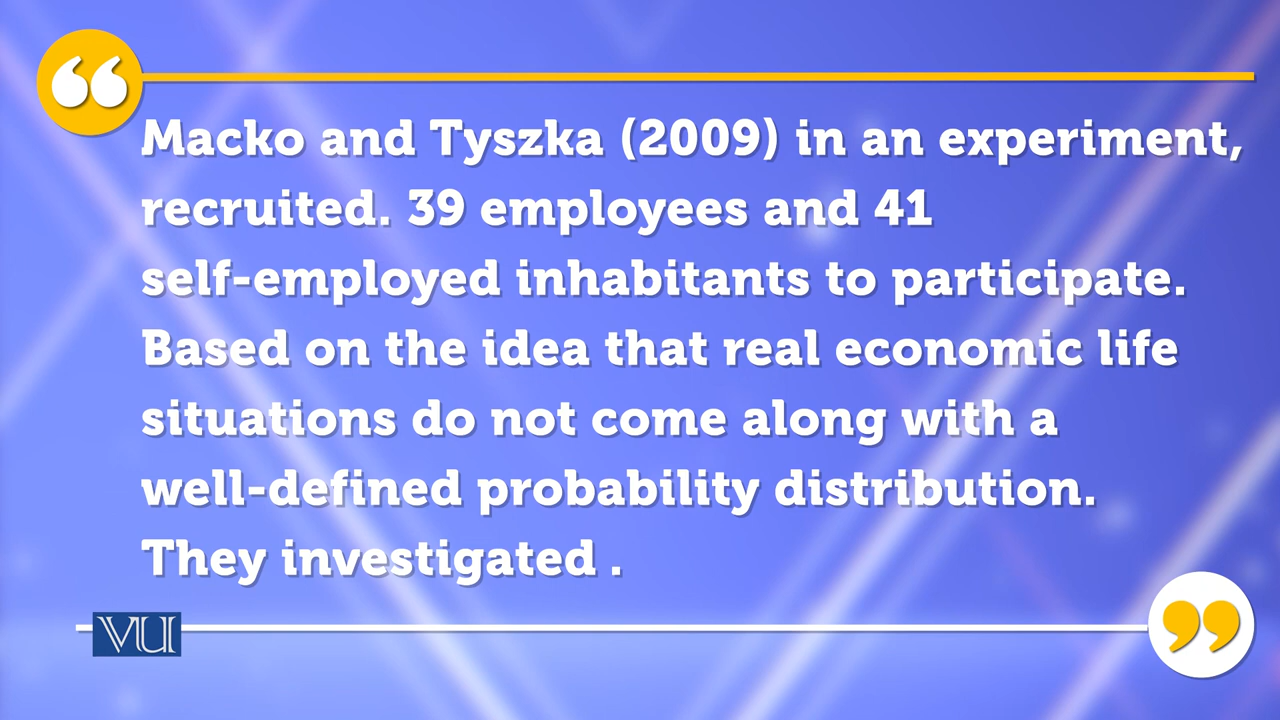 Macko and Tyszka (2009) in an experiment,
recruited. 39 employees and 41
self-employed inhabitants to participate.
Based on the idea that real economic life
situations do not come along with a
well-defined probability distribution.
They investigated .
VU